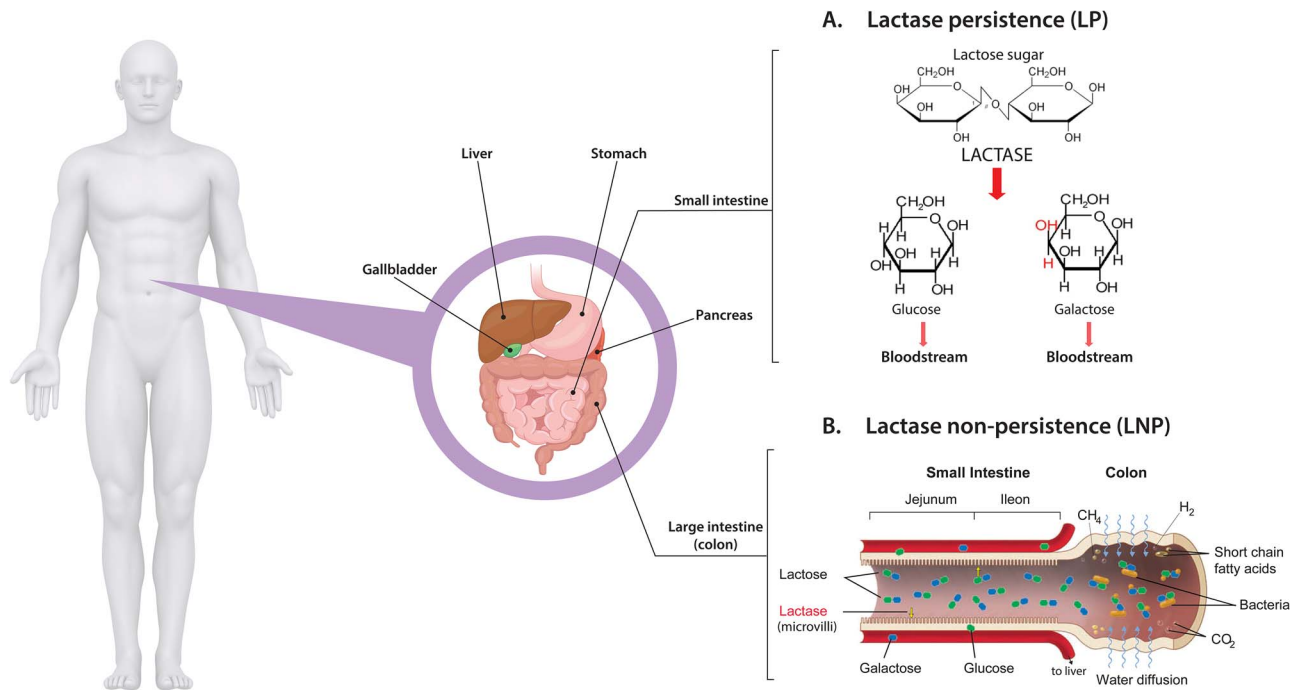 A. Lactase persistence (LP)
Lactose sugar
CH₂OH
CH₂OH
O
O
OH
OH
OH
OH
1
4
O
OH
OH
OH
LACTASE
CH₂OH
O
OH
H
H
H
OH
OH
H
OH
Glucose
Bloodstream
CH₂OH
O
OH
OH
H
H
OH
H
H
OH
Galactose
Bloodstream
Liver
Stomach
Small intestine
Gallbladder
Pancreas
Large intestine
(colon)
B. Lactase non-persistence (LNP)
Small Intestine
Colon
Jejunum
Ileon
CH₄
H₂
Short chain
fatty acids
Lactose
Bacteria
Lactase
(microvilli)
CO₂
Galactose
Glucose
to liver
Water diffusion